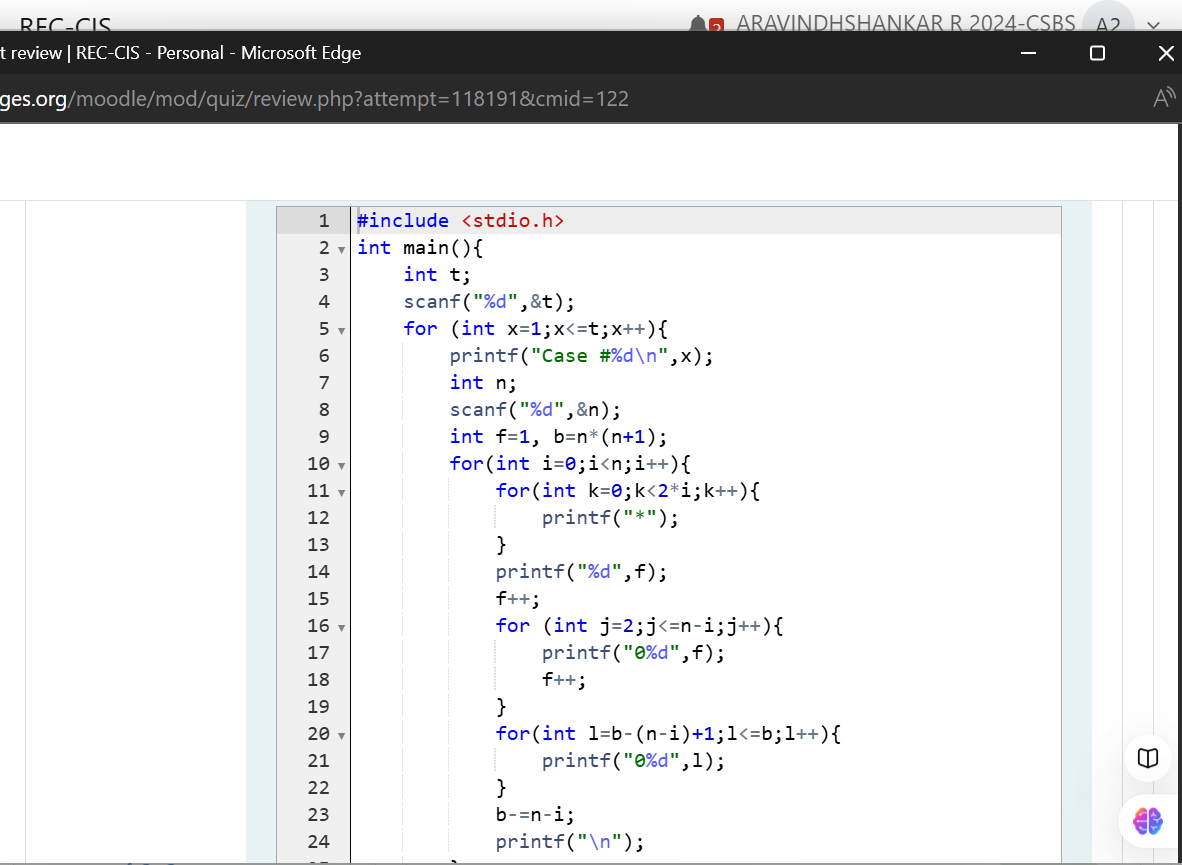 REC-CIS
2
ARAVINDHSHANKAR R 2024-CSBS
A2
t review | REC-CIS - Personal - Microsoft Edge
ges.org/moodle/mod/quiz/review.php?attempt=118191&cmid=122
1 #include <stdio.h>
2 int main(){
3     int t;
4     scanf("%d",&t);
5     for (int x=1;x<=t;x++){
6         printf("Case #%d\n",x);
7         int n;
8         scanf("%d",&n);
9         int f=1, b=n*(n+1);
10         for(int i=0;i<n;i++){
11             for(int k=0;k<2*i;k++){
12                 printf("*");
13             }
14             printf("%d",f);
15             f++;
16             for (int j=2;j<=n-i;j++){
17                 printf("0%d",f);
18                 f++;
19             }
20             for(int l=b-(n-i)+1;l<=b;l++){
21                 printf("0%d",l);
22             }
23             b-=n-i;
24             printf("\n");